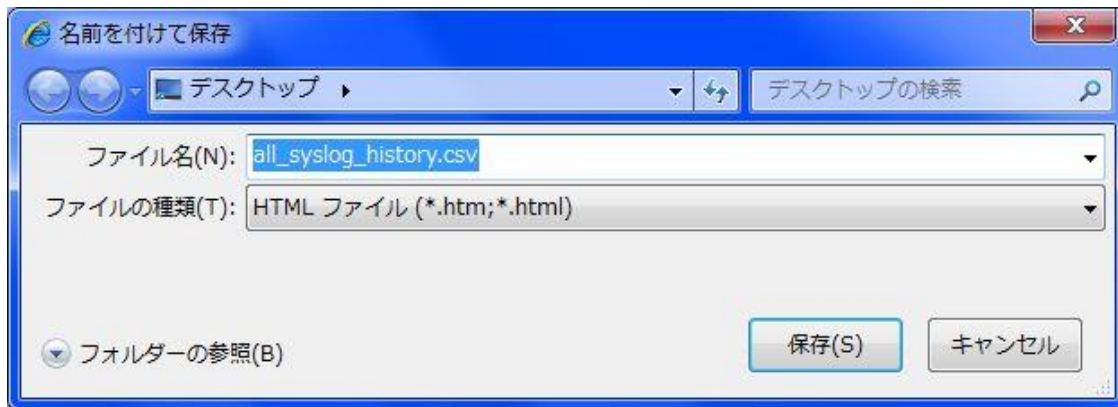 名前を付けて保存
デスクトップ
デスクトップの検索
ファイル名(N): all_syslog_history.csv
ファイルの種類(T): HTML ファイル (*.htm;*.html)
フォルダーの参照(B)
保存(S)
キャンセル